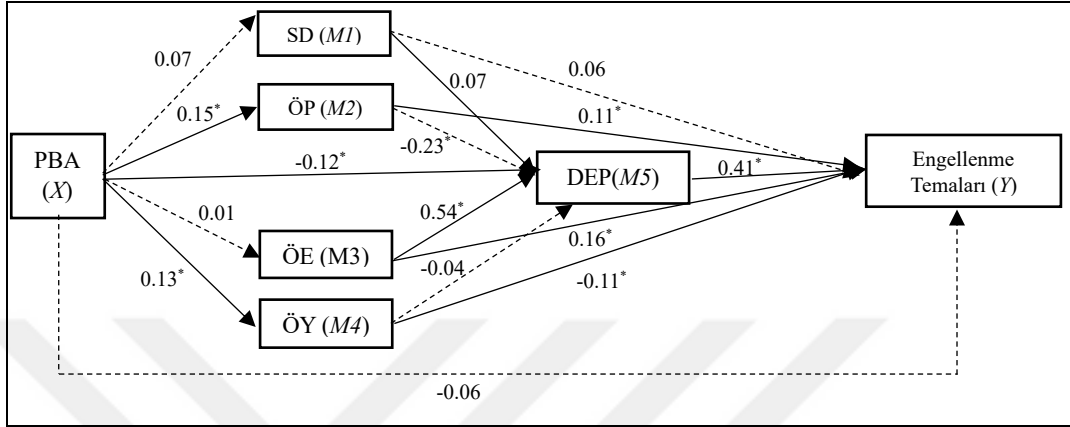 SD (M1)
0.07
0.06
0.07
ÖP (M2)
0.15*
0.11*
-0.23*
PBA
(X)
-0.12*
DEP(M5)
0.41*
Engellenme
Temaları (Y)
0.01
0.54*
ÖE (M3)
0.16*
-0.04
0.13*
-0.11*
ÖY (M4)
-0.06